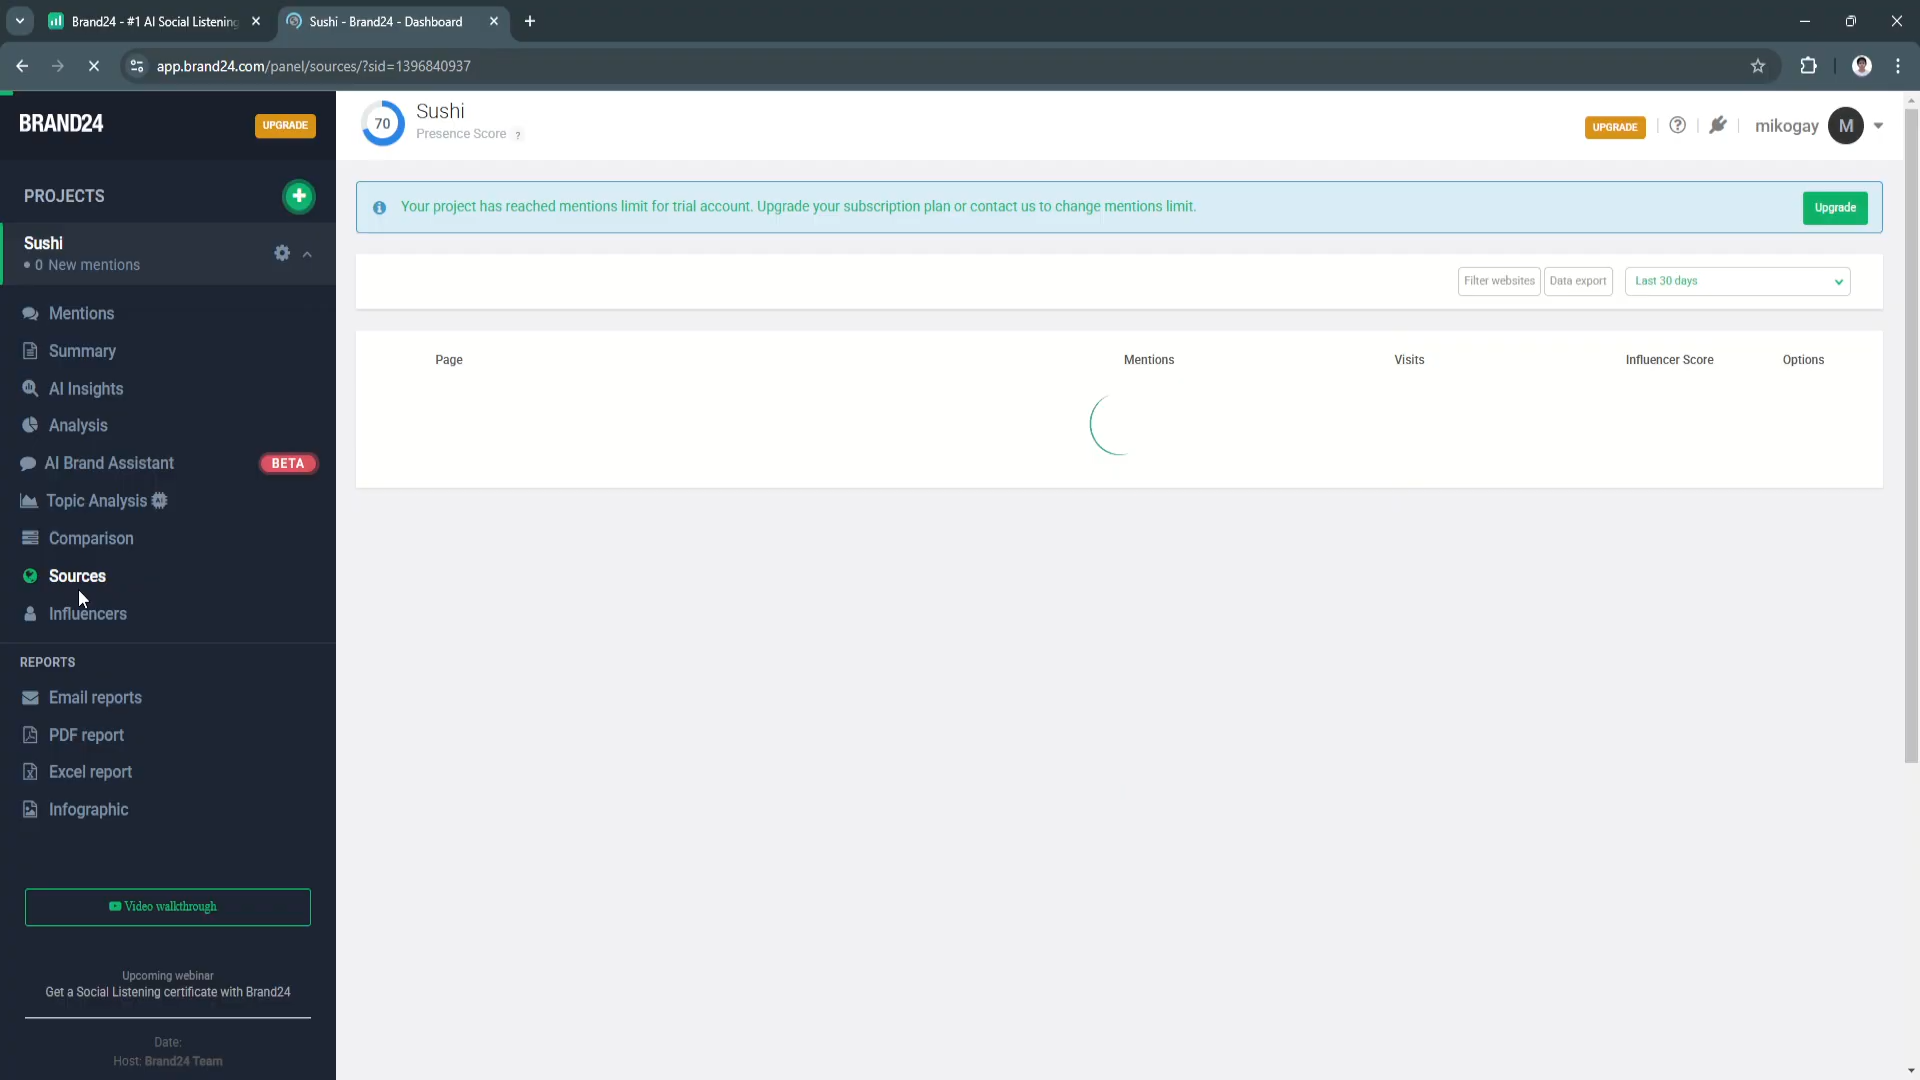 Brand24 - #1 AI Social Listening
Sushi - Brand24 - Dashboard
app.brand24.com/panel/sources/?sid=1396840937
BRAND24
UPGRADE
PROJECTS
Sushi
0 New mentions
Mentions
Summary
AI Insights
Analysis
AI Brand Assistant
BETA
Topic Analysis
AI
Comparison
Sources
Influencers
REPORTS
Email reports
PDF report
Excel report
Infographic
Video walkthrough
Upcoming webinar
Get a Social Listening certificate with Brand24
Date:
Host: Brand24 Team
70
Sushi
Presence Score ?
UPGRADE
mikogay
M
Your project has reached mentions limit for trial account. Upgrade your subscription plan or contact us to change mentions limit.
Upgrade
Filter websites
Data export
Last 30 days
Page
Mentions
Visits
Influencer Score
Options